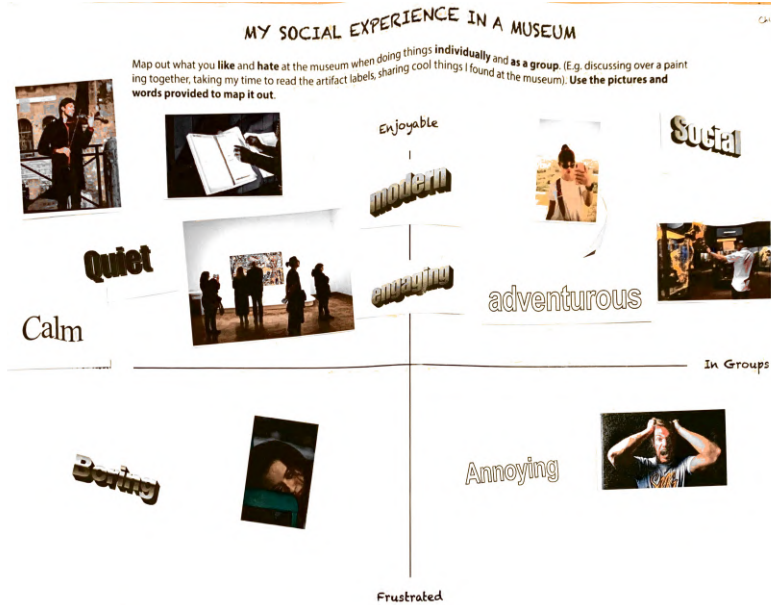 MY SOCIAL EXPERIENCE IN A MUSEUM
Map out what you like and hate at the museum when doing things individually and as a group. (E.g. discussing over a paint
ing together, taking my time to read the artifact labels, sharing cool things I found at the museum). Use the pictures and
words provided to map it out.
Enjoyable
Social
modern
Quiet
engaging
adventurous
Calm
In Groups
Boring
Annoying
Frustrated